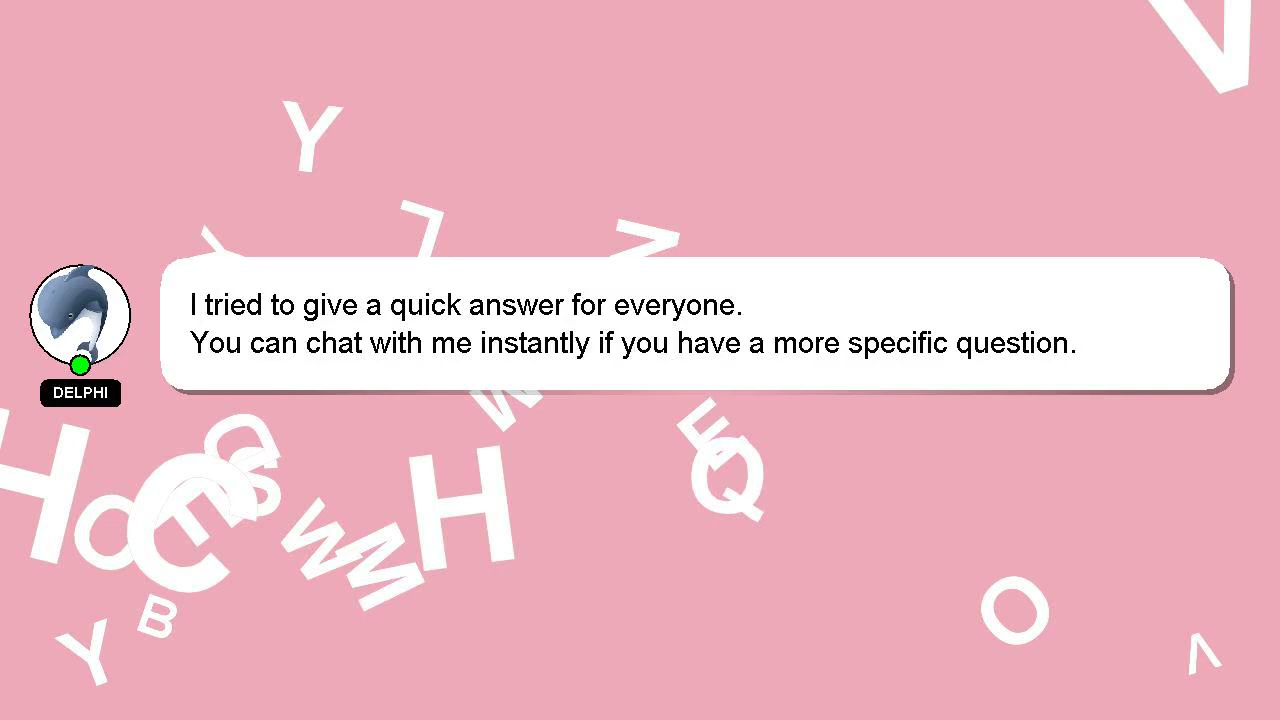 V
Y
L
Y
Z
I tried to give a quick answer for everyone.
You can chat with me instantly if you have a more specific question.
DELPHI
W
E
Q
H
D
S
H
O
C
E
W
M
B
Y
O
V